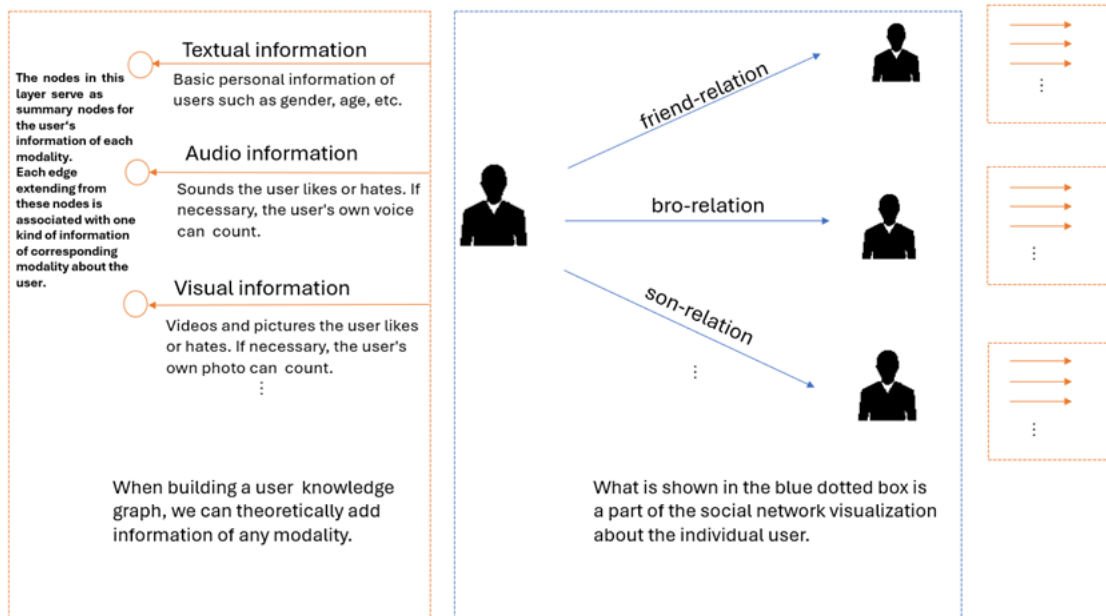 The nodes in this
layer serve as
summary nodes for
the user's
information of each
modality.
Each edge
extending from
these nodes is
associated with one
kind of information
of corresponding
modality about the
user.
Textual information
Basic personal information of
users such as gender, age, etc.
Audio information
Sounds the user likes or hates. If
necessary, the user's own voice
can count.
Visual information
Videos and pictures the user likes
or hates. If necessary, the user's
own photo can count.
⋮
When building a user knowledge
graph, we can theoretically add
information of any modality.
friend-relation
bro-relation
son-relation
⋮
What is shown in the blue dotted box is
a part of the social network visualization
about the individual user.
⋮
⋮
⋮